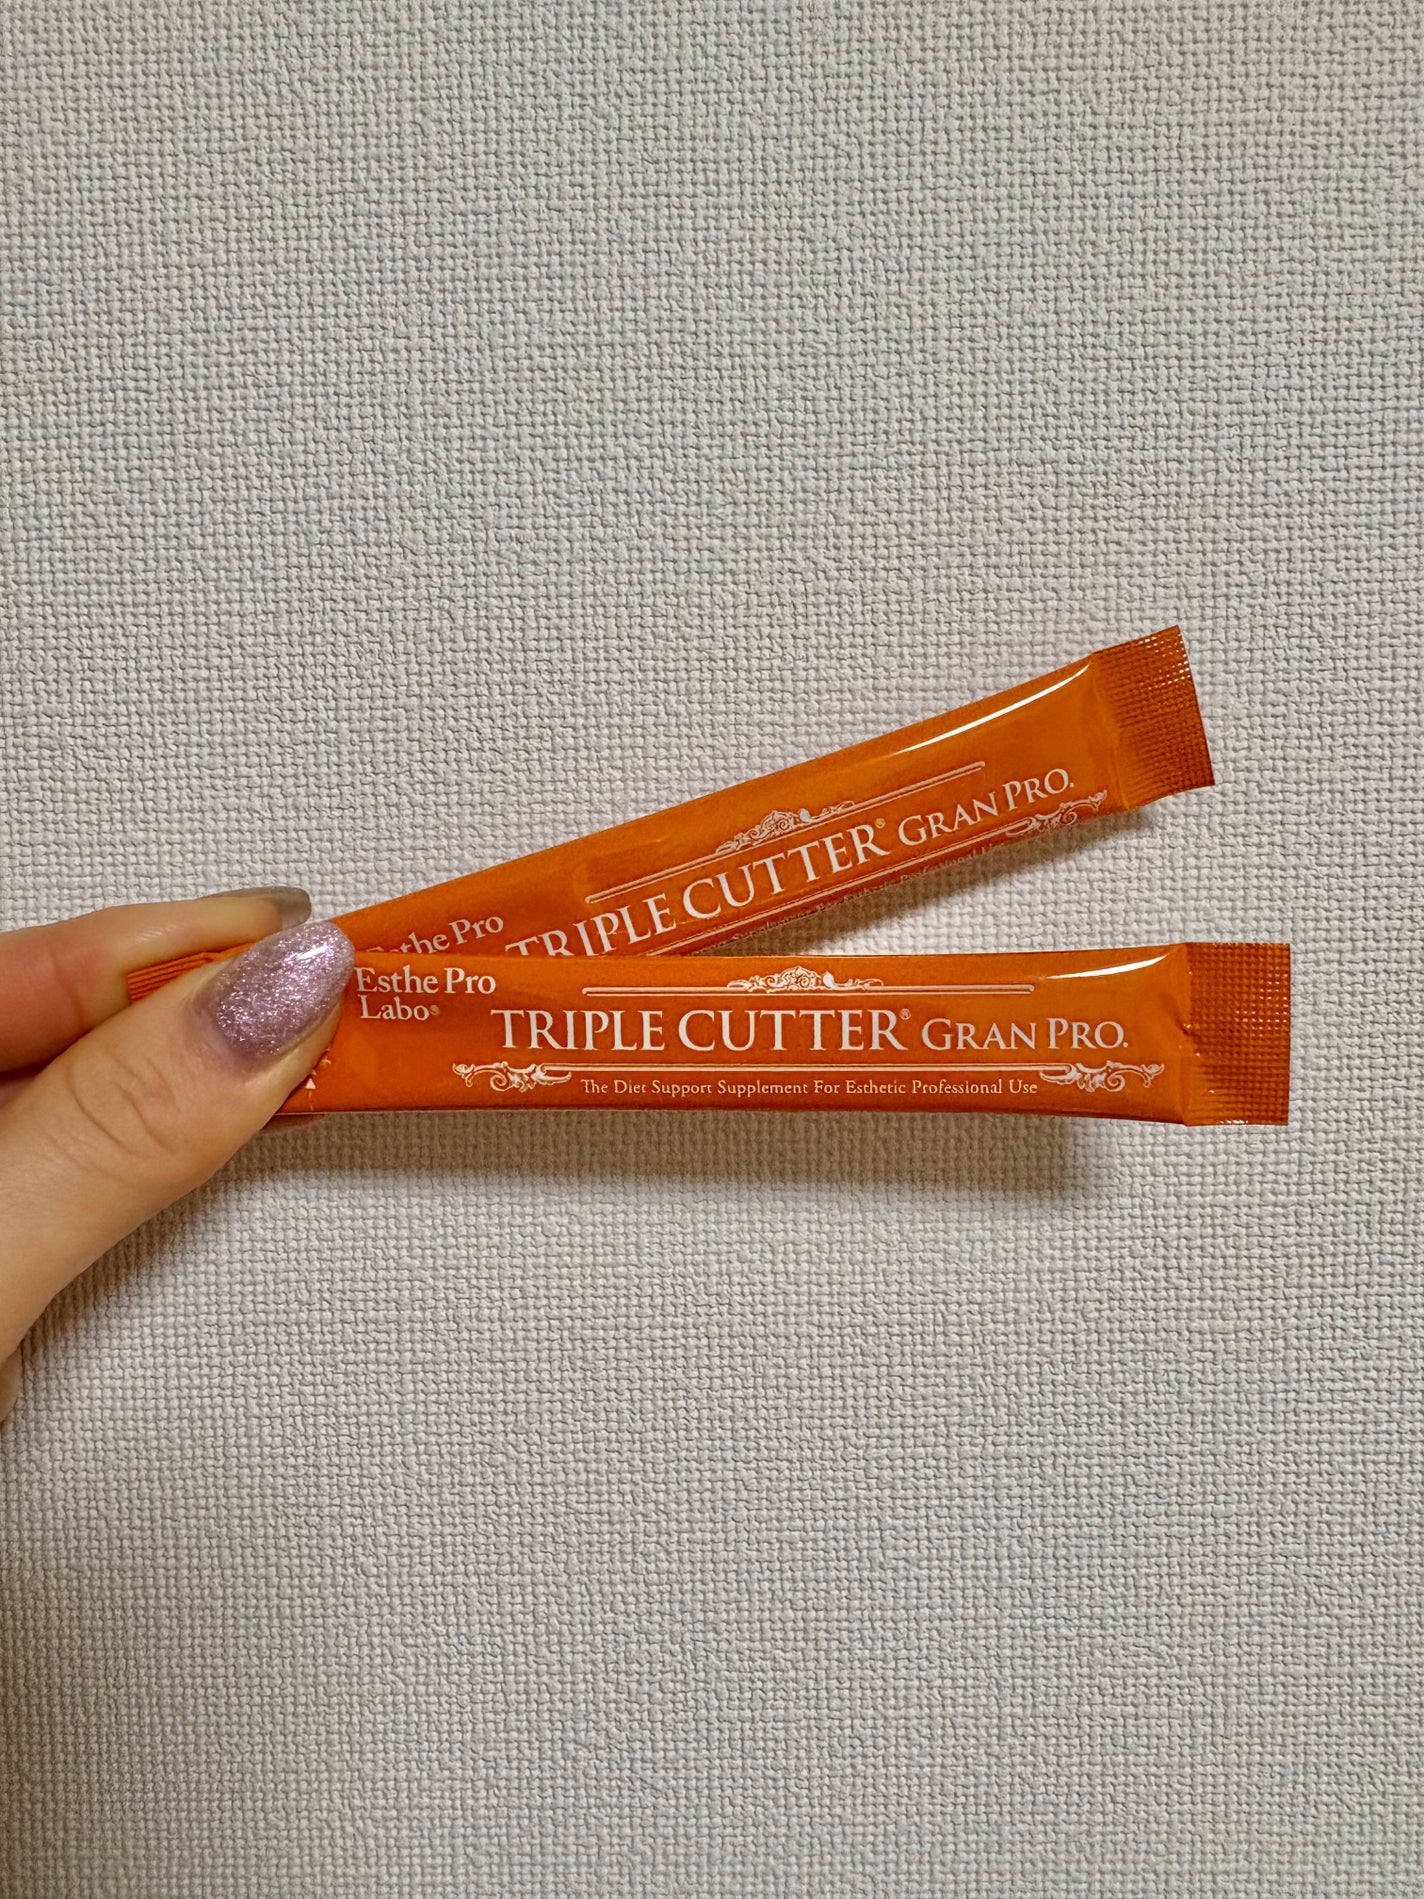 Esthe Pro
TRIPLE CUTTER® GRAN PRO.
Esthe Pro
Labo®
TRIPLE CUTTER® GRAN PRO.
The Diet Support Supplement For Esthetic Professional Use